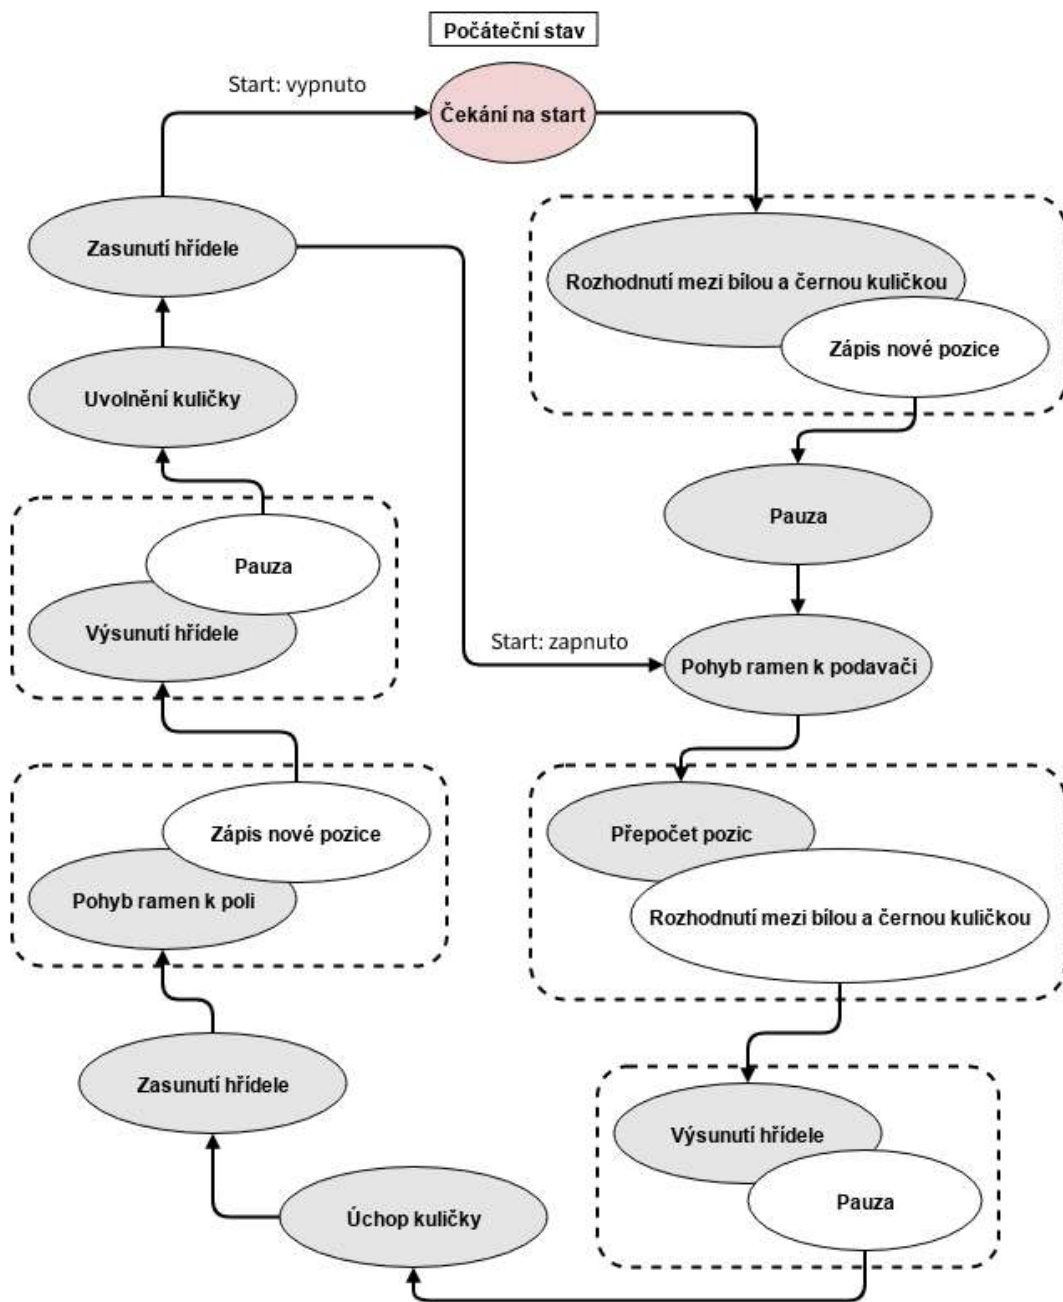 Počáteční stav
Start: vypnuto
Čekání na start
Zasunutí hřídele
Rozhodnutí mezi bílou a černou kuličkou
Zápis nové pozice
Uvolnění kuličky
Pauza
Pauza
Výsunutí hřídele
Start: zapnuto
Pohyb ramen k podavači
Zápis nové pozice
Přepočet pozic
Pohyb ramen k poli
Rozhodnutí mezi bílou a černou kuličkou
Zasunutí hřídele
Výsunutí hřídele
Pauza
Úchop kuličky